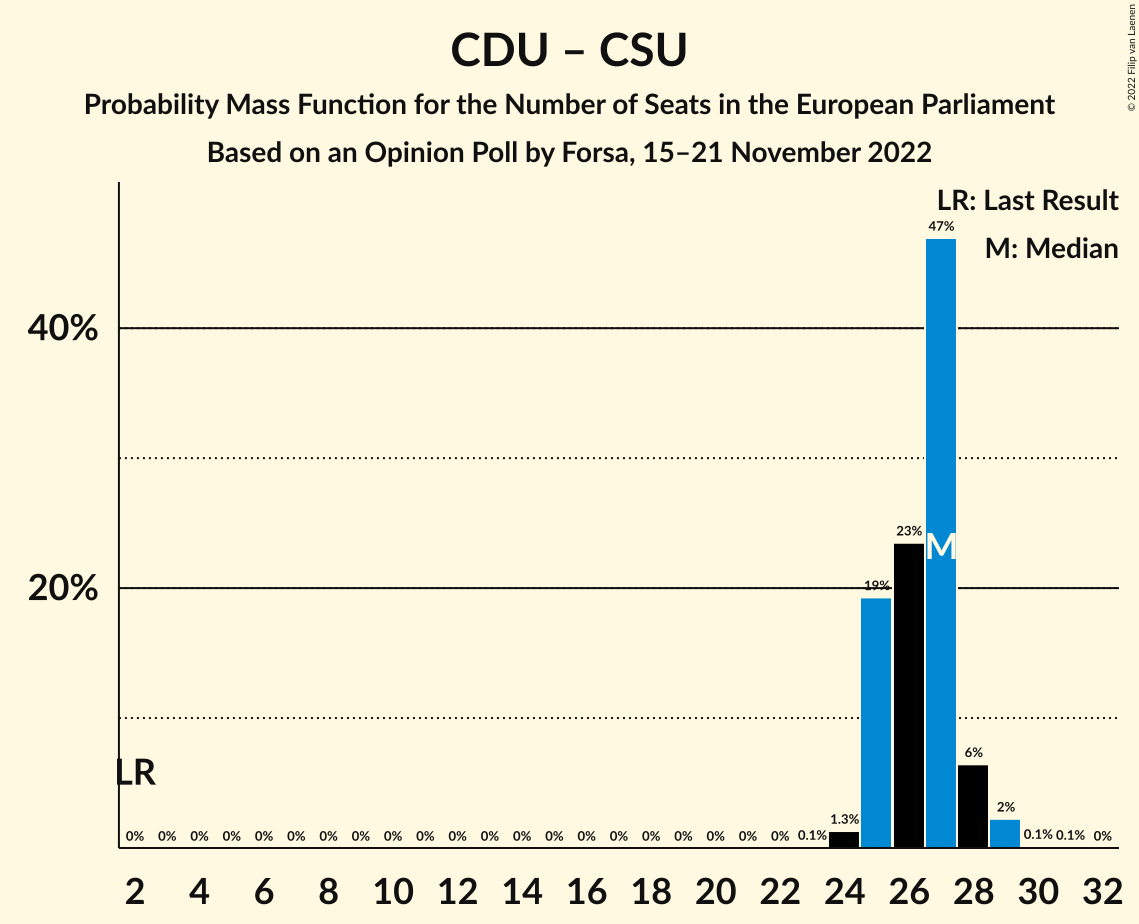 CDU – CSU
Probability Mass Function for the Number of Seats in the European Parliament
Based on an Opinion Poll by Forsa, 15–21 November 2022
© 2022 Filip van Laenen
LR: Last Result
M: Median
47%
40%
23%
M
20%
19%
6%
LR
2%
1.3%
0% 0% 0% 0% 0% 0% 0% 0% 0% 0% 0% 0% 0% 0% 0% 0% 0% 0% 0% 0% 0% 0.1% 0.1% 0.1% 0%
2 4 6 8 10 12 14 16 18 20 22 24 26 28 30 32